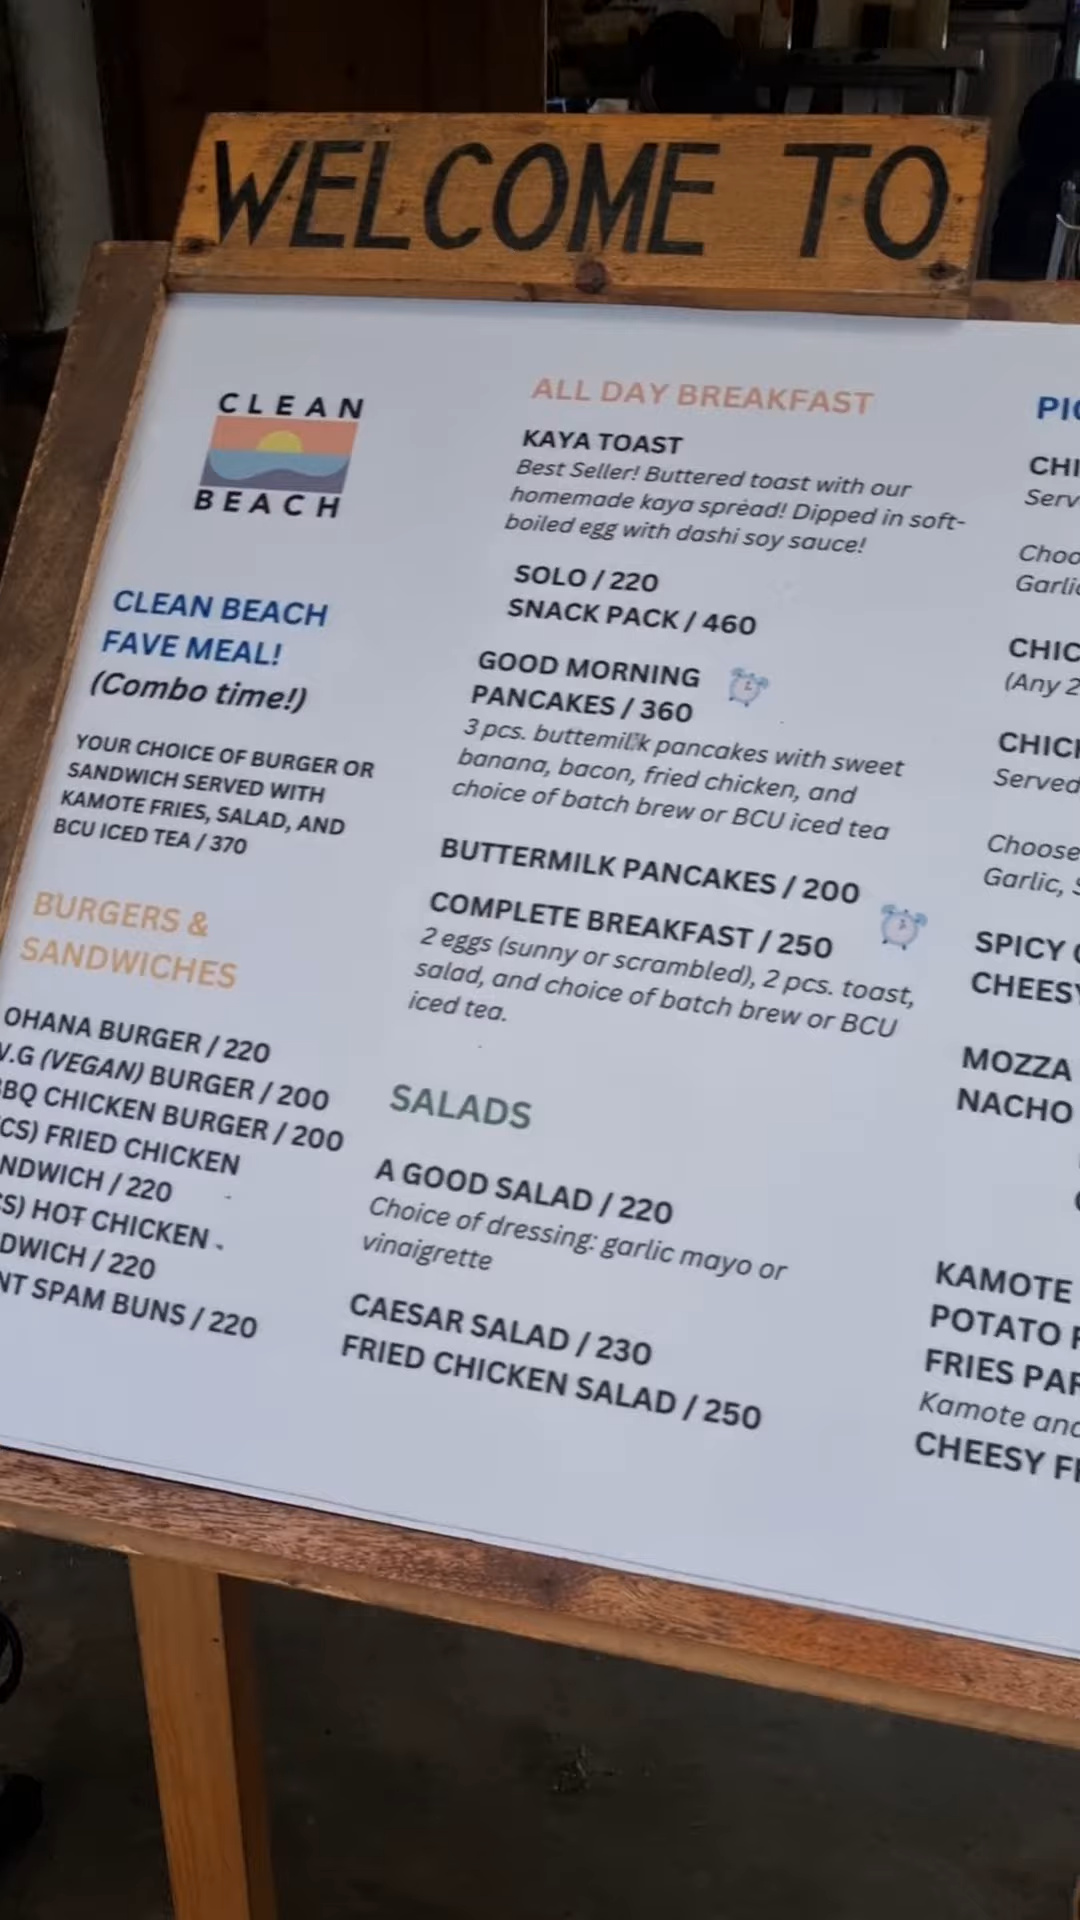 WELCOME TO
CLEAN
BEACH
CLEAN BEACH
FAVE MEAL!
(Combo time!)
YOUR CHOICE OF BURGER OR
SANDWICH SERVED WITH
KAMOTE FRIES, SALAD, AND
BCU ICED TEA / 370
BURGERS &
SANDWICHES
OHANA BURGER / 220
V.G (VEGAN) BURGER / 200
BBQ CHICKEN BURGER / 200
CS) FRIED CHICKEN
NDWICH / 220
S) HOT CHICKEN
DWICH / 220
NT SPAM BUNS / 220
ALL DAY BREAKFAST
KAYA TOAST
Best Seller! Buttered toast with our
homemade kaya spread! Dipped in soft-
boiled egg with dashi soy sauce!
SOLO / 220
SNACK PACK / 460
GOOD MORNING
PANCAKES / 360
3 pcs. buttemilk pancakes with sweet
banana, bacon, fried chicken, and
choice of batch brew or BCU iced tea
BUTTERMILK PANCAKES / 200
COMPLETE BREAKFAST / 250
2 eggs (sunny or scrambled), 2 pcs. toast,
salad, and choice of batch brew or BCU
iced tea.
SALADS
A GOOD SALAD / 220
Choice of dressing: garlic mayo or
vinaigrette
CAESAR SALAD / 230
FRIED CHICKEN SALAD / 250
PIC
CHI
Serv
Choo
Garlic
CHIC
(Any 2
CHICK
Served
Choose
Garlic, S
SPICY
CHEESY
MOZZA
NACHO
KAMOTE
POTATO F
FRIES PAR
Kamote and
CHEESY FR